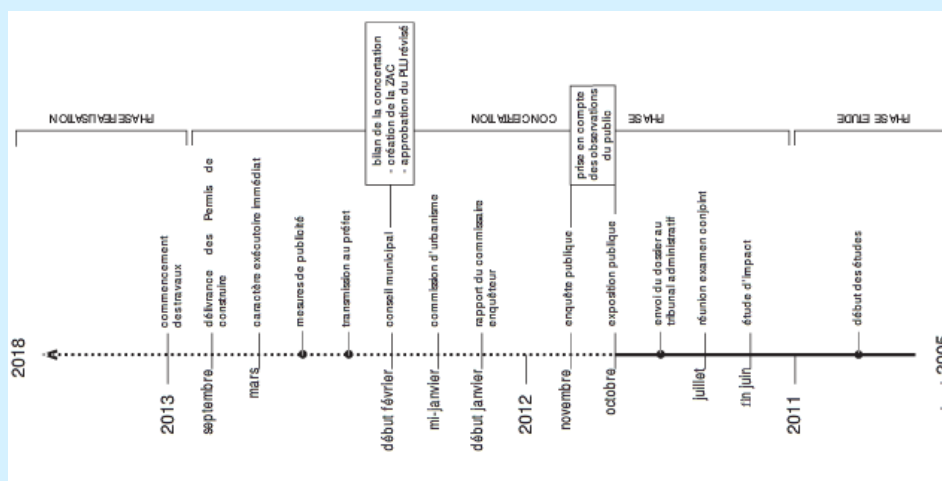 2018
PHASE RÉALISATION
commencement
des travaux
2013
délivrance des Permis de
construire
septembre
caractère exécutoire immédiat
mars
mesures de publicité
transmission au préfet
bilan de la concertation
- création de la ZAC
- approbation du PLU révisé
conseil municipal
début février
commission d'urbanisme
mi-janvier
rapport du commissaire
enquêteur
début janvier
CONCERTATION
2012
enquête publique
novembre
prise en compte
des observations
du public
exposition publique
octobre
PHASE
envoi du dossier au
tribunal administratif
réunion examen conjoint
juillet
étude d'impact
fin juin
2011
début des études
PHASE ETUDE
2005